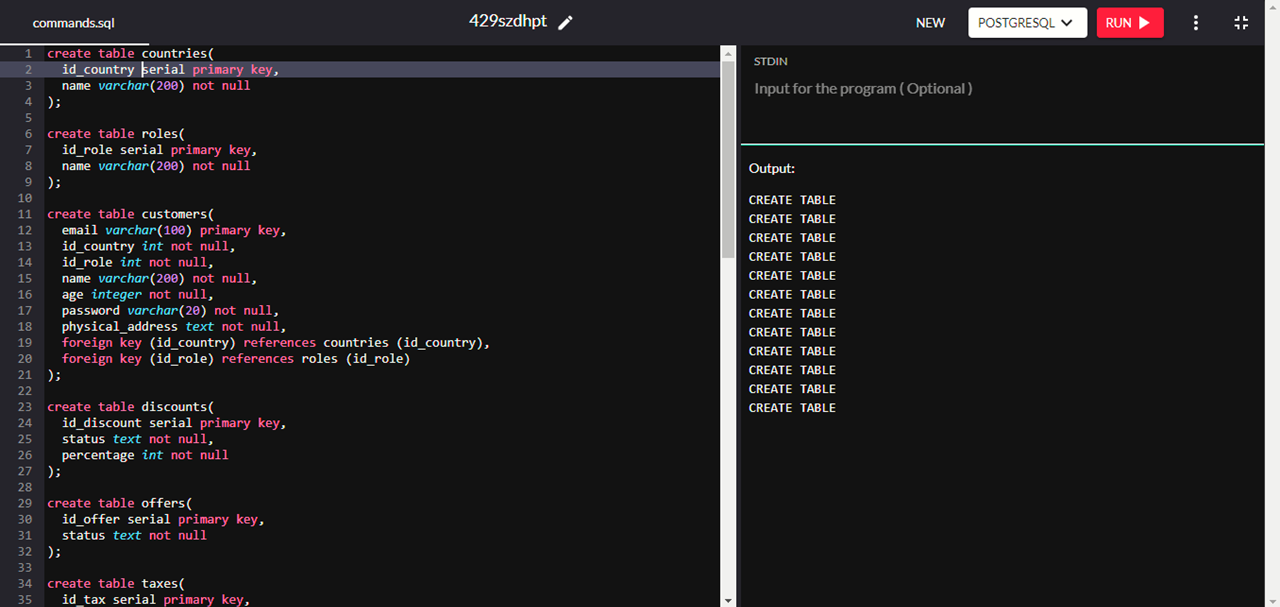 commands.sql
429szdhpt
NEW
POSTGRESQL
RUN
1 create table countries(
2 id_country serial primary key,
3 name varchar(200) not null
4 );
5
6 create table roles(
7 id_role serial primary key,
8 name varchar(200) not null
9 );
10
11 create table customers(
12 email varchar(100) primary key,
13 id_country int not null,
14 id_role int not null,
15 name varchar(200) not null,
16 age integer not null,
17 password varchar(20) not null,
18 physical_address text not null,
19 foreign key (id_country) references countries (id_country),
20 foreign key (id_role) references roles (id_role)
21 );
22
23 create table discounts(
24 id_discount serial primary key,
25 status text not null,
26 percentage int not null
27 );
28
29 create table offers(
30 id_offer serial primary key,
31 status text not null
32 );
33
34 create table taxes(
35 id_tax serial primary key,
STDIN
Input for the program ( Optional )
Output:
CREATE TABLE
CREATE TABLE
CREATE TABLE
CREATE TABLE
CREATE TABLE
CREATE TABLE
CREATE TABLE
CREATE TABLE
CREATE TABLE
CREATE TABLE
CREATE TABLE
CREATE TABLE